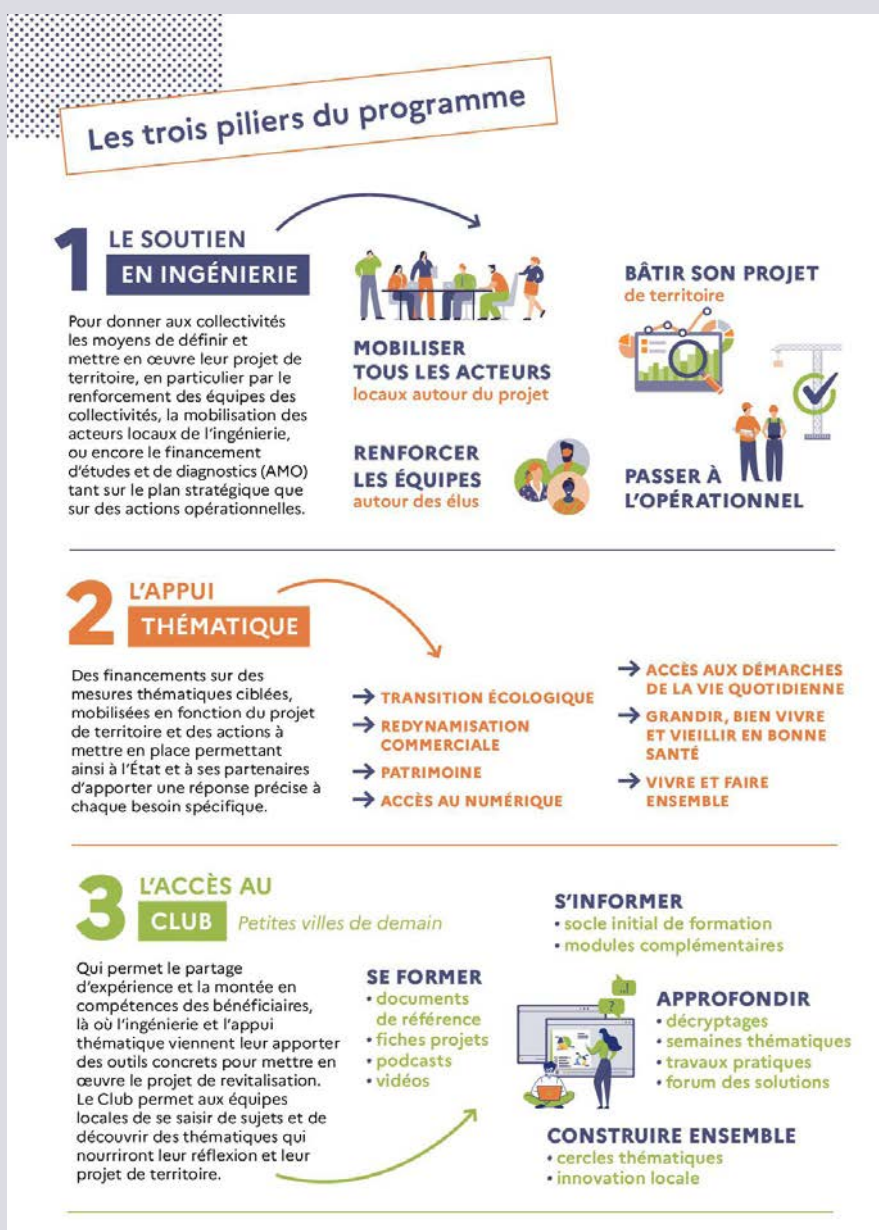 Les trois piliers du programme
1 LE SOUTIEN
EN INGÉNIERIE
Pour donner aux collectivités
les moyens de définir et
mettre en œuvre leur projet de
territoire, en particulier par le
renforcement des équipes des
collectivités, la mobilisation des
acteurs locaux de l'ingénierie,
ou encore le financement
d'études et de diagnostics (AMO)
tant sur le plan stratégique que
sur des actions opérationnelles.
MOBILISER
TOUS LES ACTEURS
locaux autour du projet
RENFORCER
LES ÉQUIPES
autour des élus
BÂTIR SON PROJET
de territoire
PASSER À
L'OPÉRATIONNEL
2 L'APPUI
THÉMATIQUE
Des financements sur des
mesures thématiques ciblées,
mobilisées en fonction du projet
de territoire et des actions à
mettre en place permettant
ainsi à l'État et à ses partenaires
d'apporter une réponse précise à
chaque besoin spécifique.
→ TRANSITION ÉCOLOGIQUE
→ REDYNAMISATION
COMMERCIALE
→ PATRIMOINE
→ ACCÈS AU NUMÉRIQUE
→ ACCÈS AUX DÉMARCHES
DE LA VIE QUOTIDIENNE
→ GRANDIR, BIEN VIVRE
ET VIEILLIR EN BONNE
SANTÉ
→ VIVRE ET FAIRE
ENSEMBLE
3 L'ACCÈS AU
CLUB Petites villes de demain
Qui permet le partage
d'expérience et la montée en
compétences des bénéficiaires,
là où l'ingénierie et l'appui
thématique viennent leur apporter
des outils concrets pour mettre en
œuvre le projet de revitalisation.
Le Club permet aux équipes
locales de se saisir de sujets et de
découvrir des thématiques qui
nourriront leur réflexion et leur
projet de territoire.
SE FORMER
• documents
de référence
• fiches projets
• podcasts
• vidéos
S'INFORMER
• socle initial de formation
• modules complémentaires
..!
?
APPROFONDIR
• décryptages
• semaines thématiques
• travaux pratiques
• forum des solutions
CONSTRUIRE ENSEMBLE
• cercles thématiques
• innovation locale